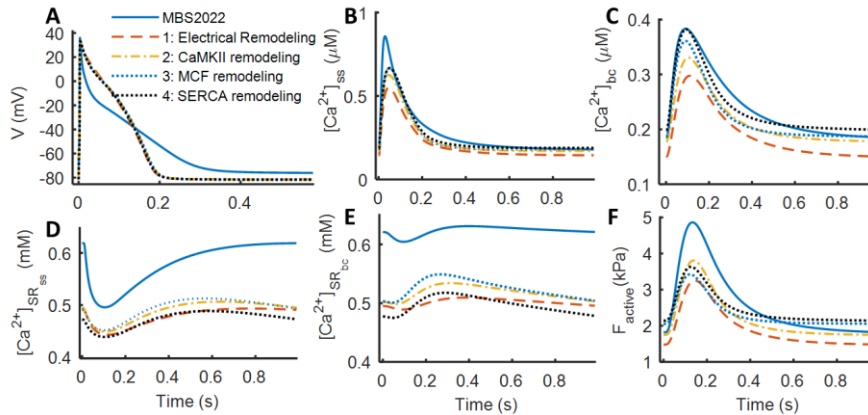 A
MBS2022
1: Electrical Remodeling
2: CaMKII remodeling
3: MCF remodeling
4: SERCA remodeling
V (mV)
40
0
-40
-80
0 0.2 0.4
B
[Ca2+]ss (μM)
1
0.5
0
0 0.2 0.4 0.6 0.8
C
[Ca2+]bc (μM)
0.4
0.3
0.2
0.1
0 0.2 0.4 0.6 0.8
D
[Ca2+]SRss (mM)
0.6
0.5
0.4
0 0.2 0.4 0.6 0.8
Time (s)
E
[Ca2+]SRbc (mM)
0.6
0.5
0.4
0 0.2 0.4 0.6 0.8
Time (s)
F
Factive (kPa)
5
4
3
2
1
0 0.2 0.4 0.6 0.8
Time (s)